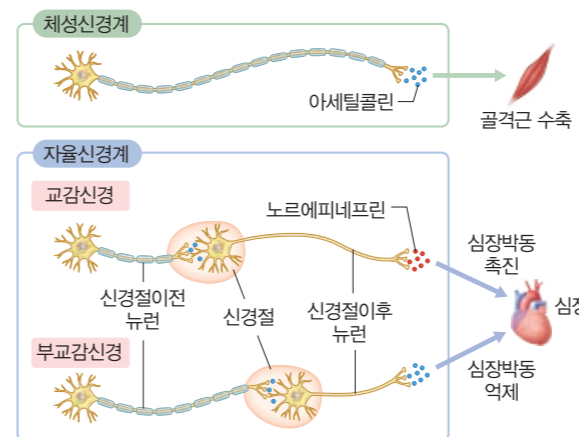 체성신경계
아세틸콜린
골격근 수축
자율신경계
교감신경
노르에피네프린
심장박동
촉진
신경절이전
뉴런
신경절
신경절이후
뉴런
심장
부교감신경
심장박동
억제